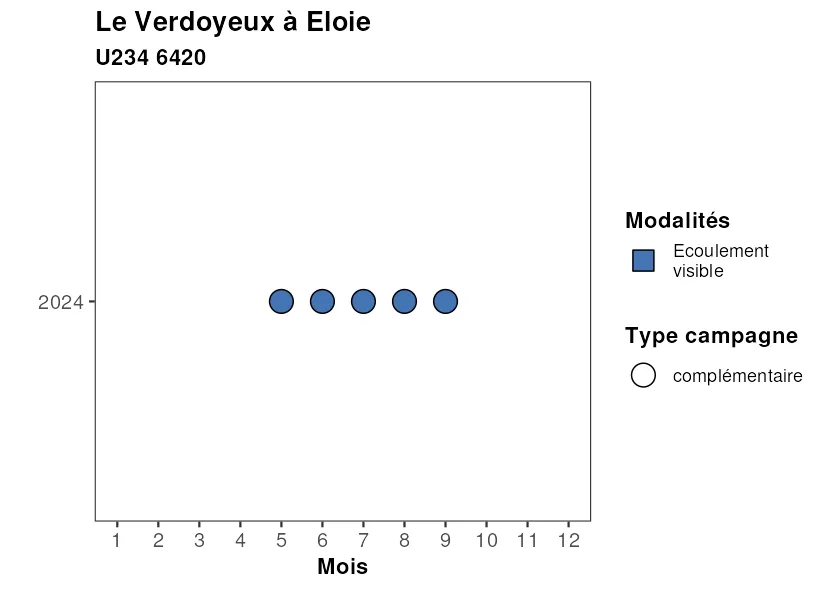 Le Verdoyeux à Eloie
U234 6420
2024
1 2 3 4 5 6 7 8 9 10 11 12
Mois
Modalités
Ecoulement
visible
Type campagne
complémentaire